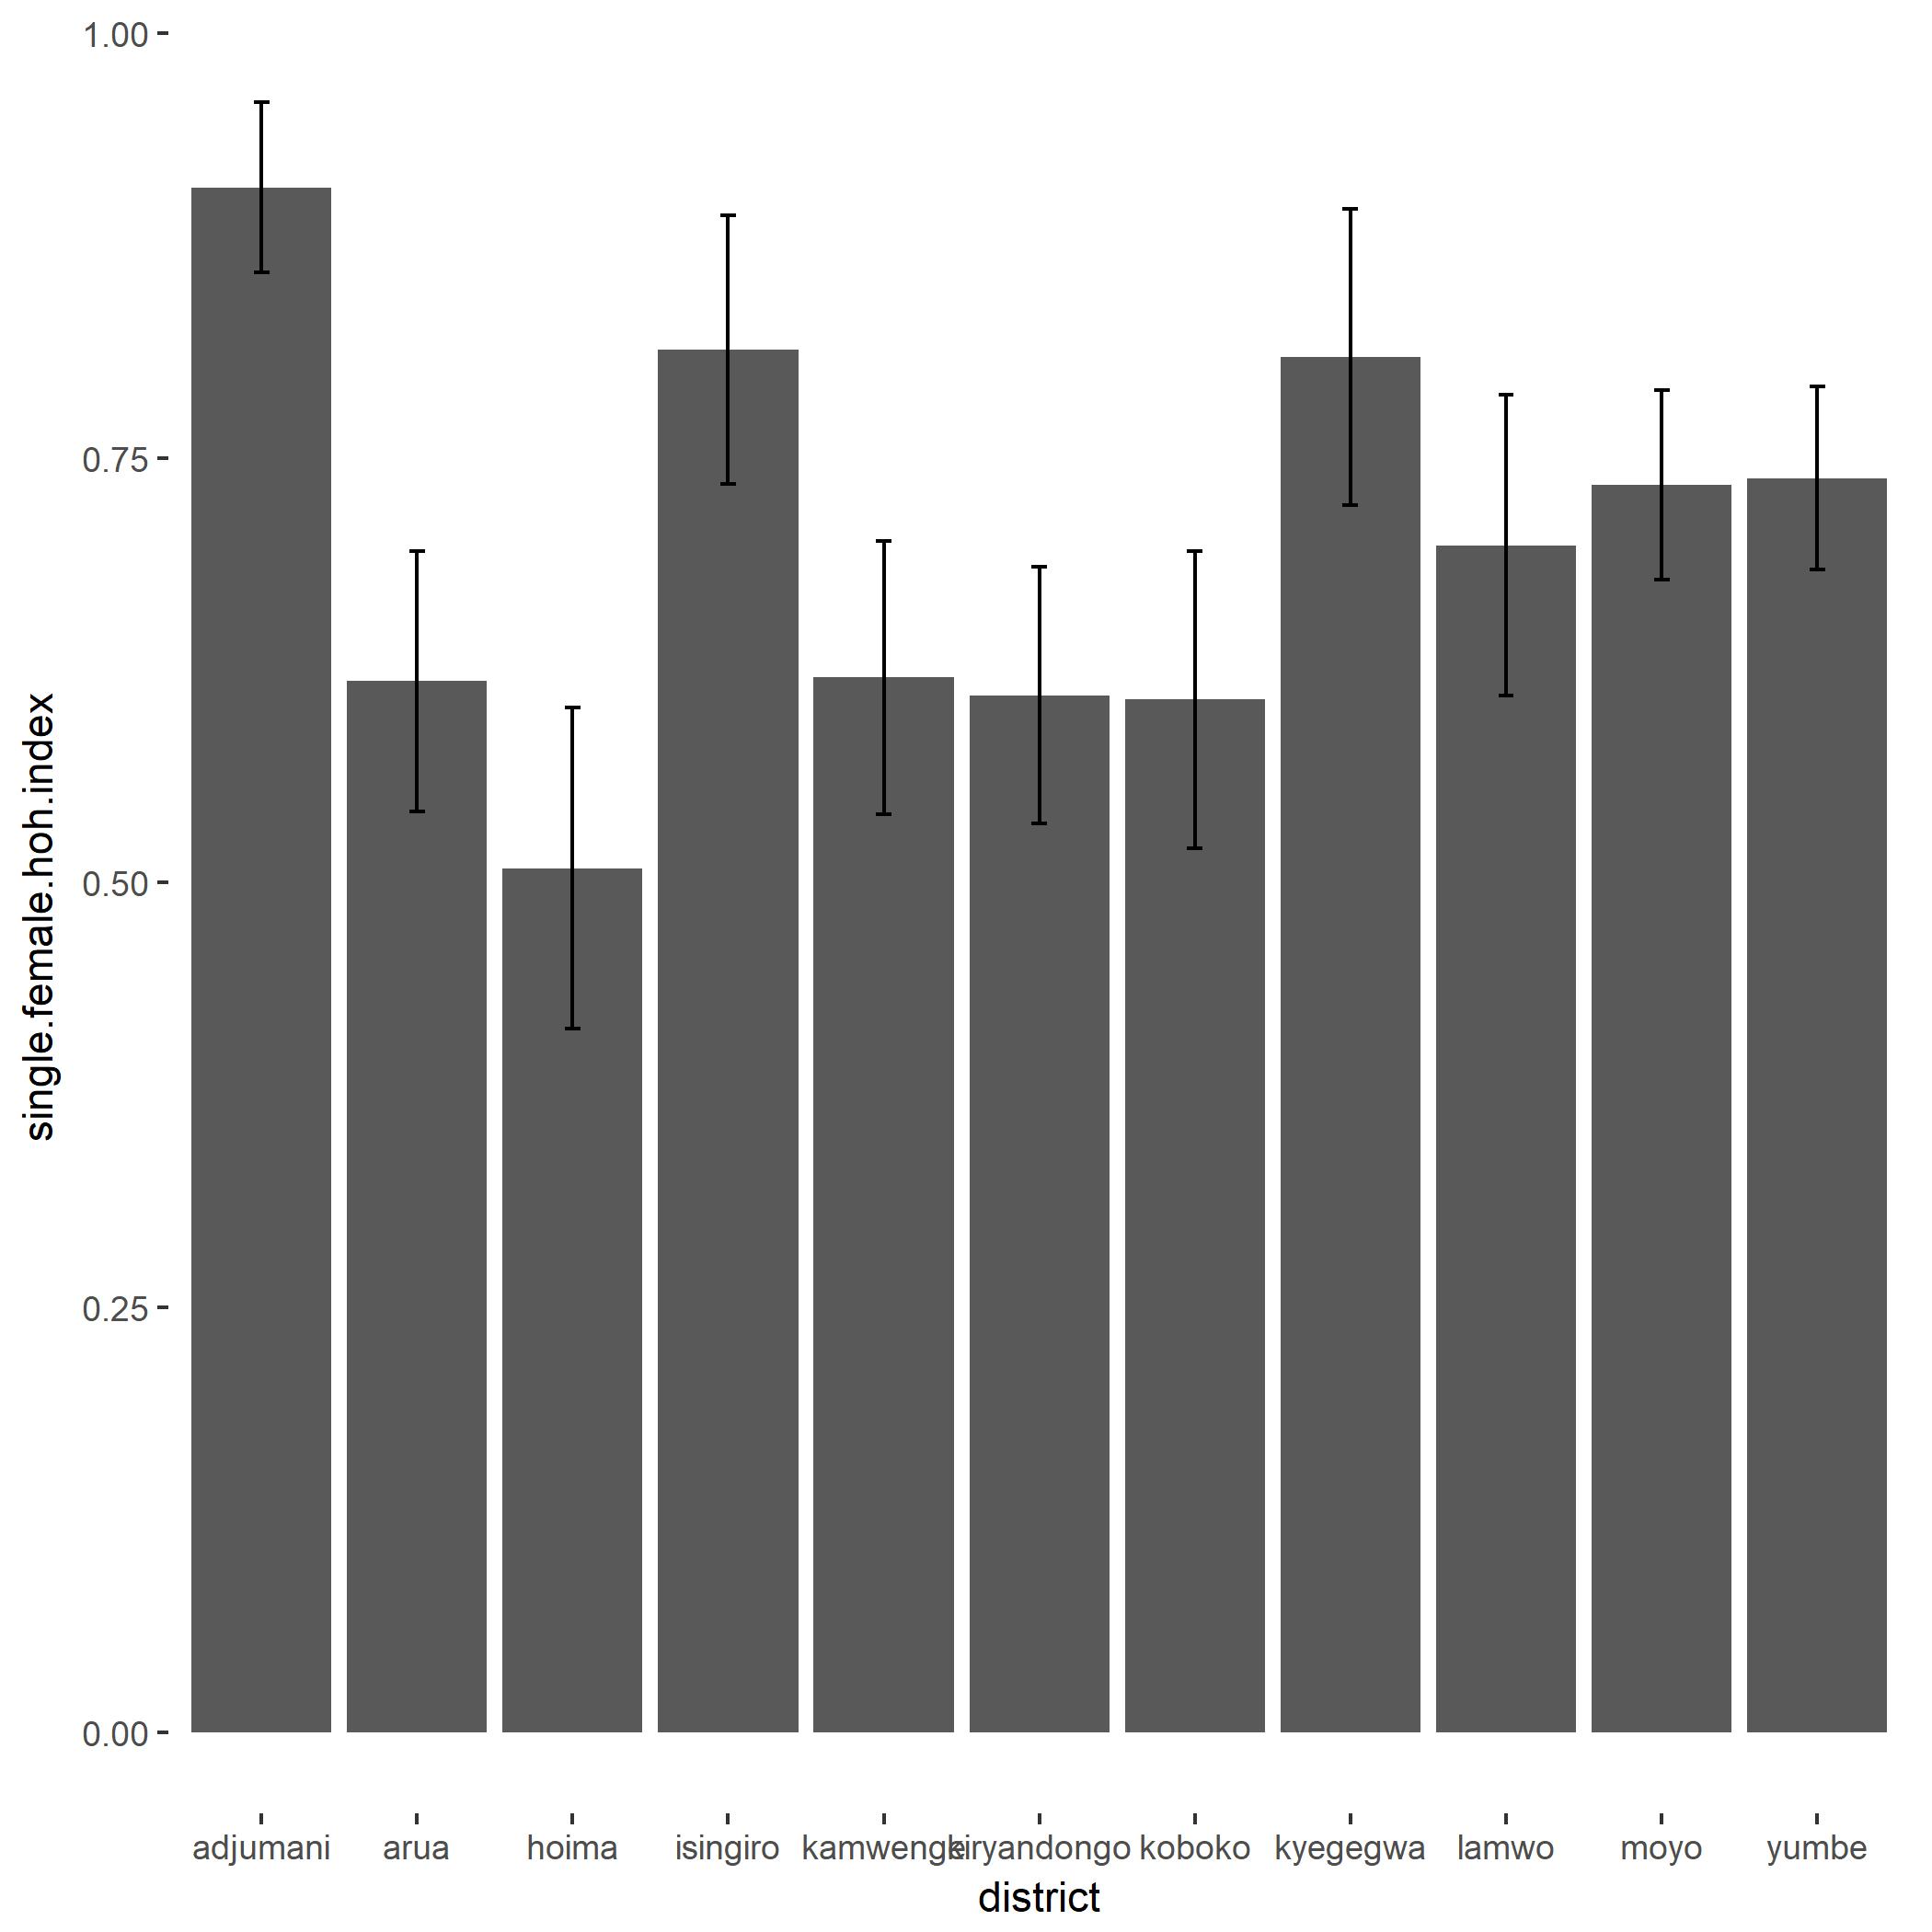 1.00
0.75
0.50
0.25
0.00
single.female.hoh.index
adjumani arua hoima isingiro kamwenge kiryandongo koboko kyegegwa lamwo moyo yumbe
district